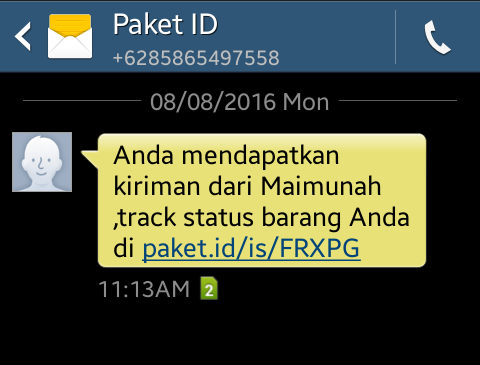 Paket ID
+6285865497558
08/08/2016 Mon
Anda mendapatkan
kiriman dari Maimunah
,track status barang Anda
di paket.id/is/FRXPG
11:13AM 2